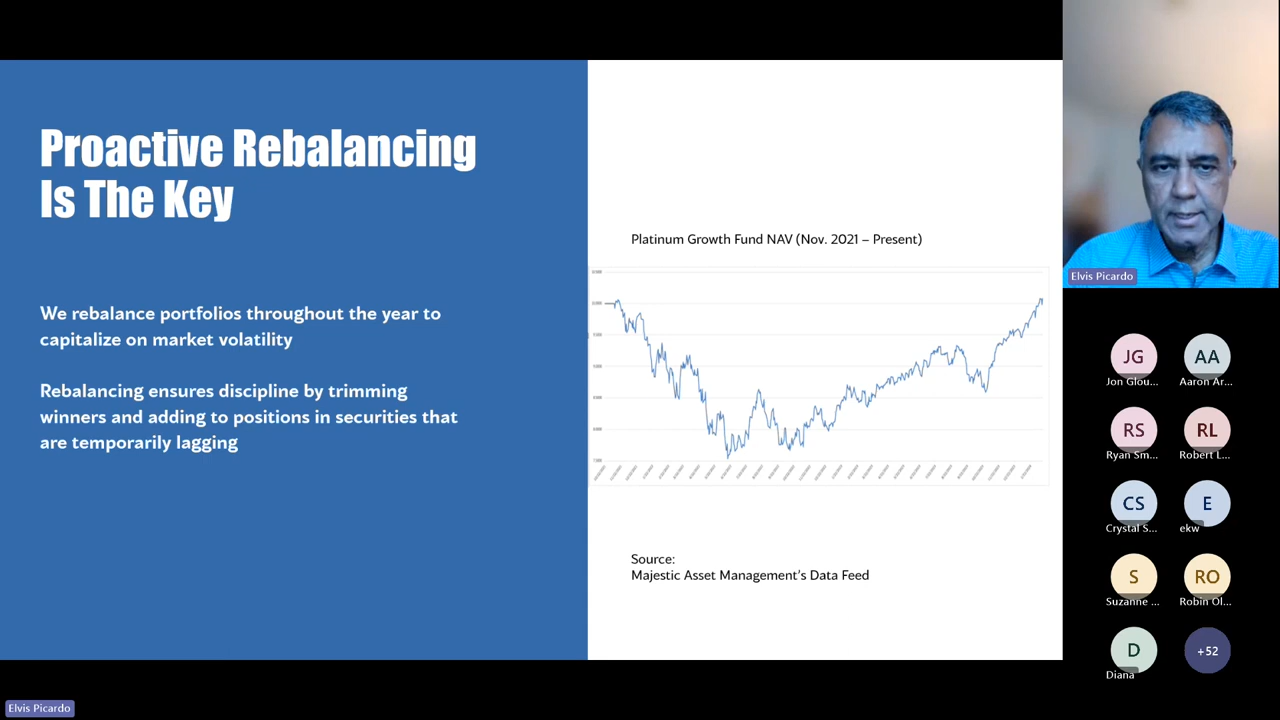 Proactive Rebalancing
Is The Key
We rebalance portfolios throughout the year to
capitalize on market volatility
Rebalancing ensures discipline by trimming
winners and adding to positions in securities that
are temporarily lagging
Platinum Growth Fund NAV (Nov. 2021 – Present)
Source:
Majestic Asset Management's Data Feed
Elvis Picardo
JG
AA
Jon Glou...
Aaron Ar...
RS
RL
Ryan Sm...
Robert L...
CS
E
Crystal S...
ekw
S
RO
Suzanne ...
Robin Ol...
D
+52
Diana
Elvis Picardo